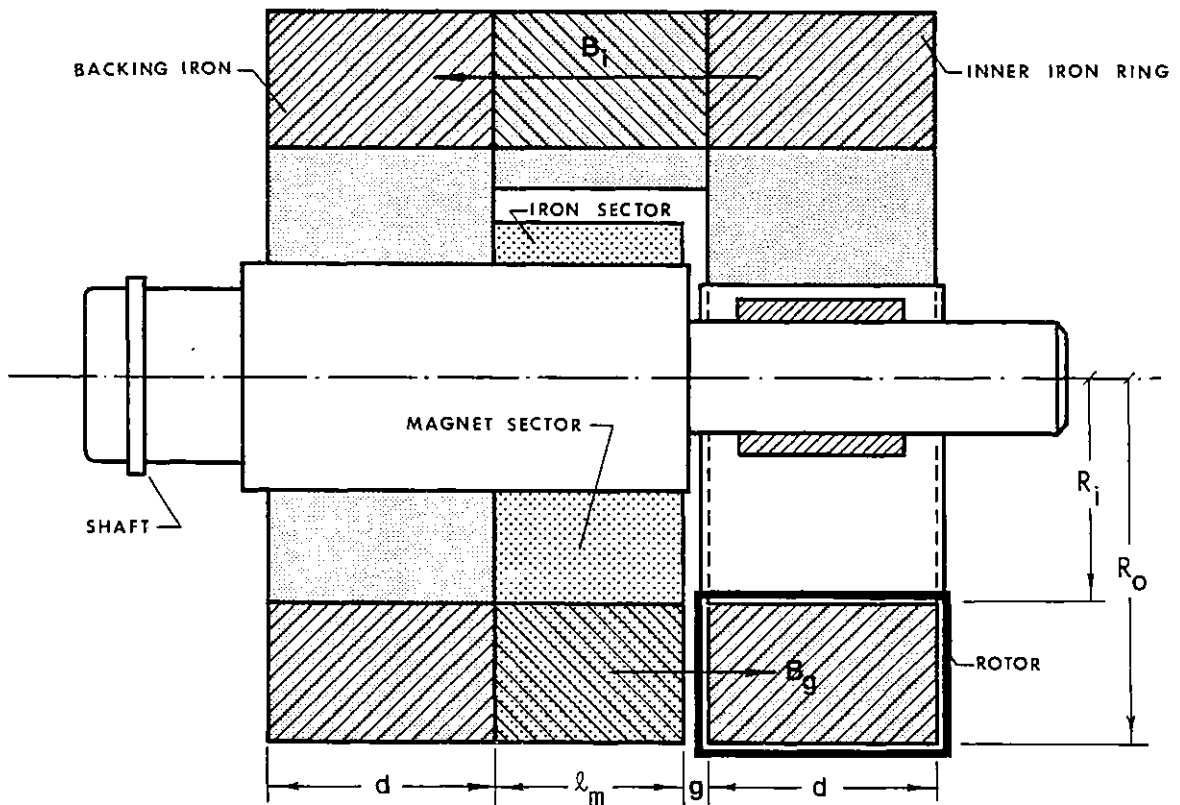 B_i
BACKING IRON
INNER IRON RING
IRON SECTOR
MAGNET SECTOR
SHAFT
R_i
R_o
ROTOR
B_g
d
ℓ_m
g
d